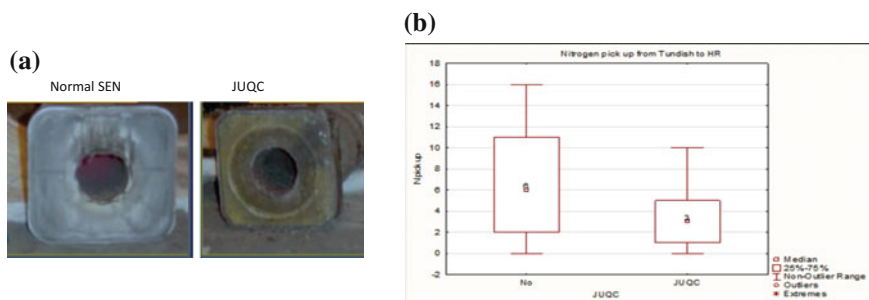 (a)
Normal SEN
JUQC
(b)
Nitrogen pick up from Tundish to HR
Npickup
18
16
14
12
10
8
6
4
2
0
-2
No
JUQC
JUQC
Median
25%-75%
Non-Outlier Range
Outliers
Extremes